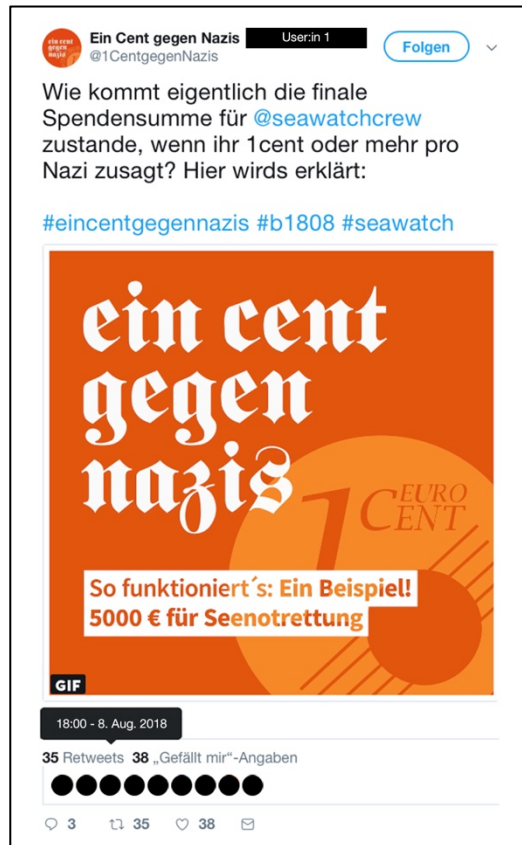 ein cent
gegen
nazis
Ein Cent gegen Nazis
User:in 1
@1CentgegenNazis
Folgen
Wie kommt eigentlich die finale
Spendensumme für @seawatchcrew
zustande, wenn ihr 1cent oder mehr pro
Nazi zusagt? Hier wirds erklärt:
#eincentgegennazis #b1808 #seawatch
ein cent
gegen
nazis
1 EURO
CENT
So funktioniert´s: Ein Beispiel!
5000 € für Seenotrettung
GIF
18:00 - 8. Aug. 2018
35 Retweets 38 „Gefällt mir“-Angaben
3 35 38